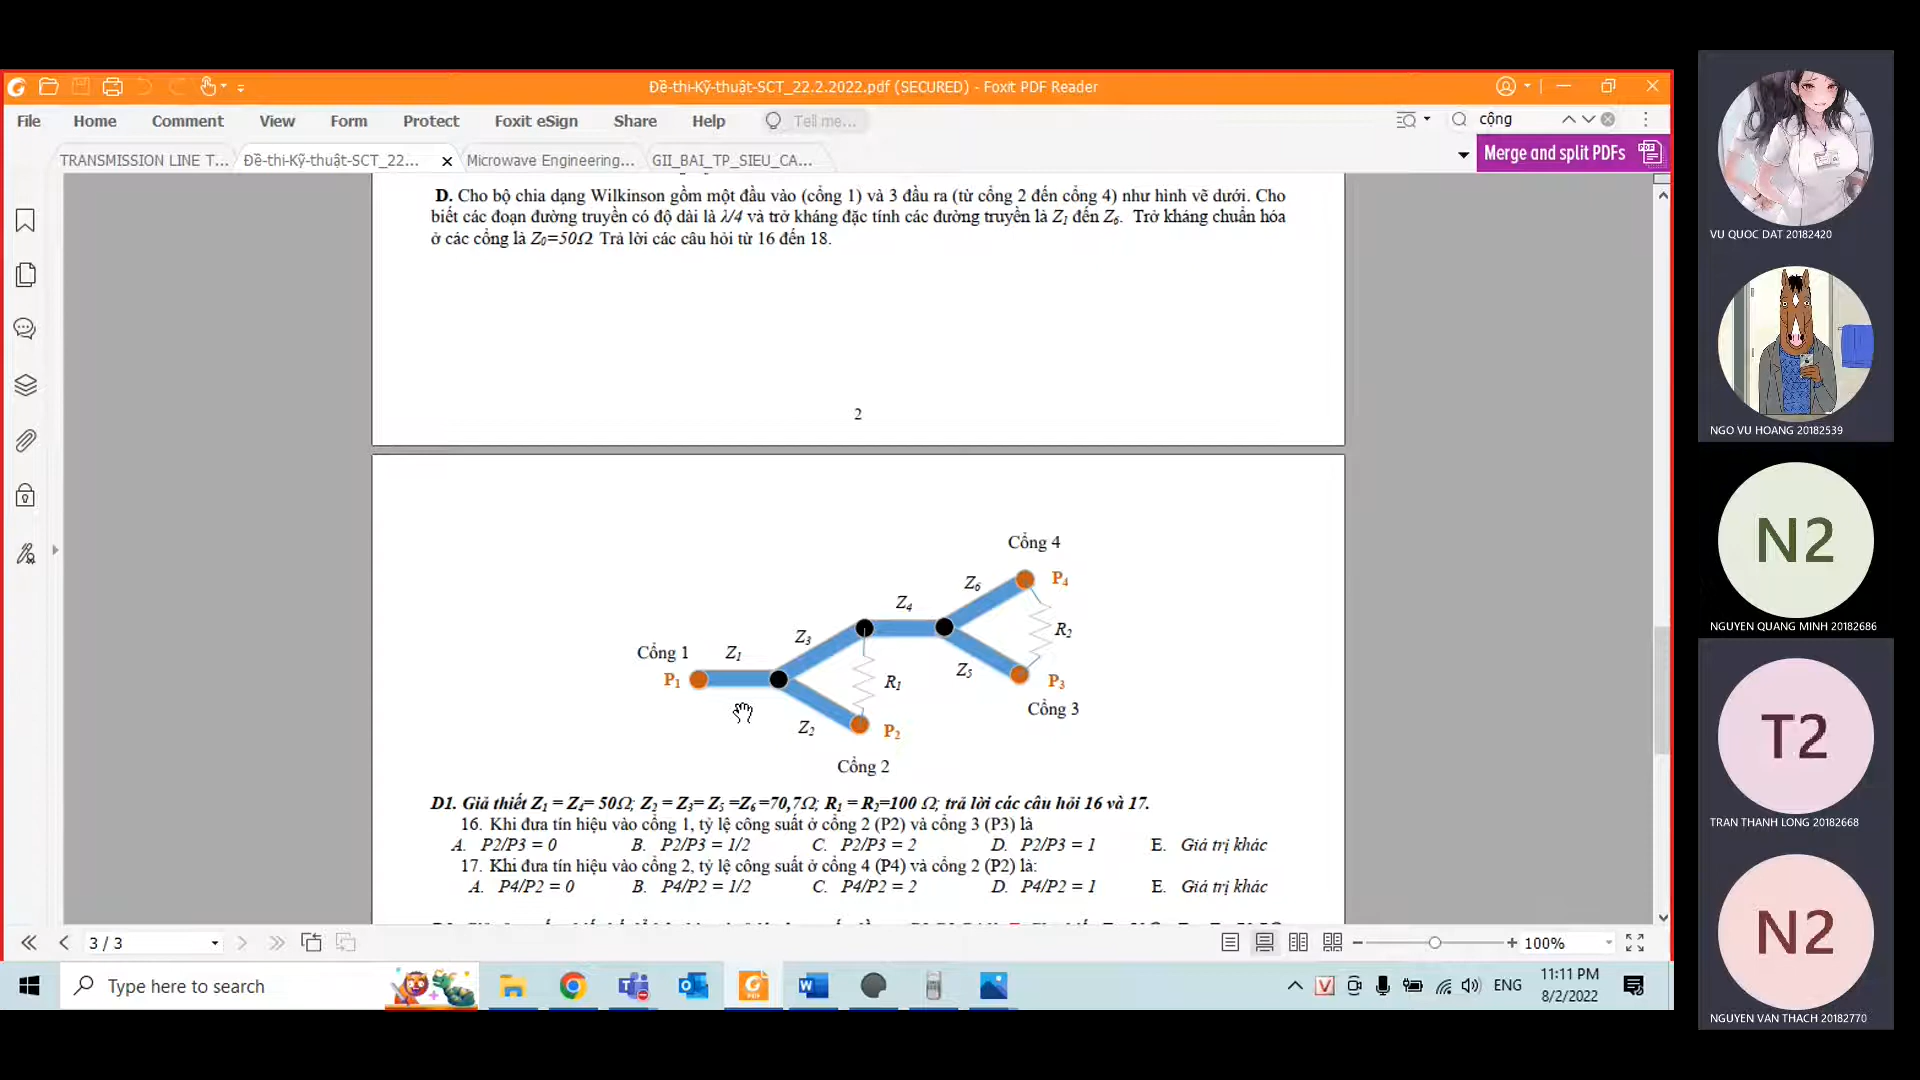 Đề-thi-Kỹ-thuật-SCT_22.2.2022.pdf (SECURED) - Foxit PDF Reader
File Home Comment View Form Protect Foxit eSign Share Help Tell me... cộng
TRANSMISSION LINE T... Đề-thi-Kỹ-thuật-SCT_22... Microwave Engineering... GII_BAI_TP_SIEU_CA... Merge and split PDFs
D. Cho bộ chia dạng Wilkinson gồm một đầu vào (cổng 1) và 3 đầu ra (từ cổng 2 đến cổng 4) như hình vẽ dưới. Cho
biết các đoạn đường truyền có độ dài là λ/4 và trở kháng đặc tính các đường truyền là Z1 đến Z6. Trở kháng chuẩn hóa
ở các cổng là Z0=50Ω. Trả lời các câu hỏi từ 16 đến 18.
2
Cổng 4
Z6
P4
Z4
Z3
R2
Cổng 1
Z1
P1
R1
Z5
P3
Cổng 3
Z2
P2
Cổng 2
D1. Giả thiết Z1 = Z4= 50Ω; Z2 = Z3= Z5 =Z6=70,7Ω; R1 = R2=100 Ω; trả lời các câu hỏi 16 và 17.
16. Khi đưa tín hiệu vào cổng 1, tỷ lệ công suất ở cổng 2 (P2) và cổng 3 (P3) là
A. P2/P3 = 0 B. P2/P3 = 1/2 C. P2/P3 = 2 D. P2/P3 = 1 E. Giá trị khác
17. Khi đưa tín hiệu vào cổng 2, tỷ lệ công suất ở cổng 4 (P4) và cổng 2 (P2) là:
A. P4/P2 = 0 B. P4/P2 = 1/2 C. P4/P2 = 2 D. P4/P2 = 1 E. Giá trị khác
3 / 3 100%
Type here to search ENG 11:11 PM
8/2/2022
VU QUOC DAT 20182420
NGO VU HOANG 20182539
N2
NGUYEN QUANG MINH 20182686
T2
TRAN THANH LONG 20182668
N2
NGUYEN VAN THACH 20182770